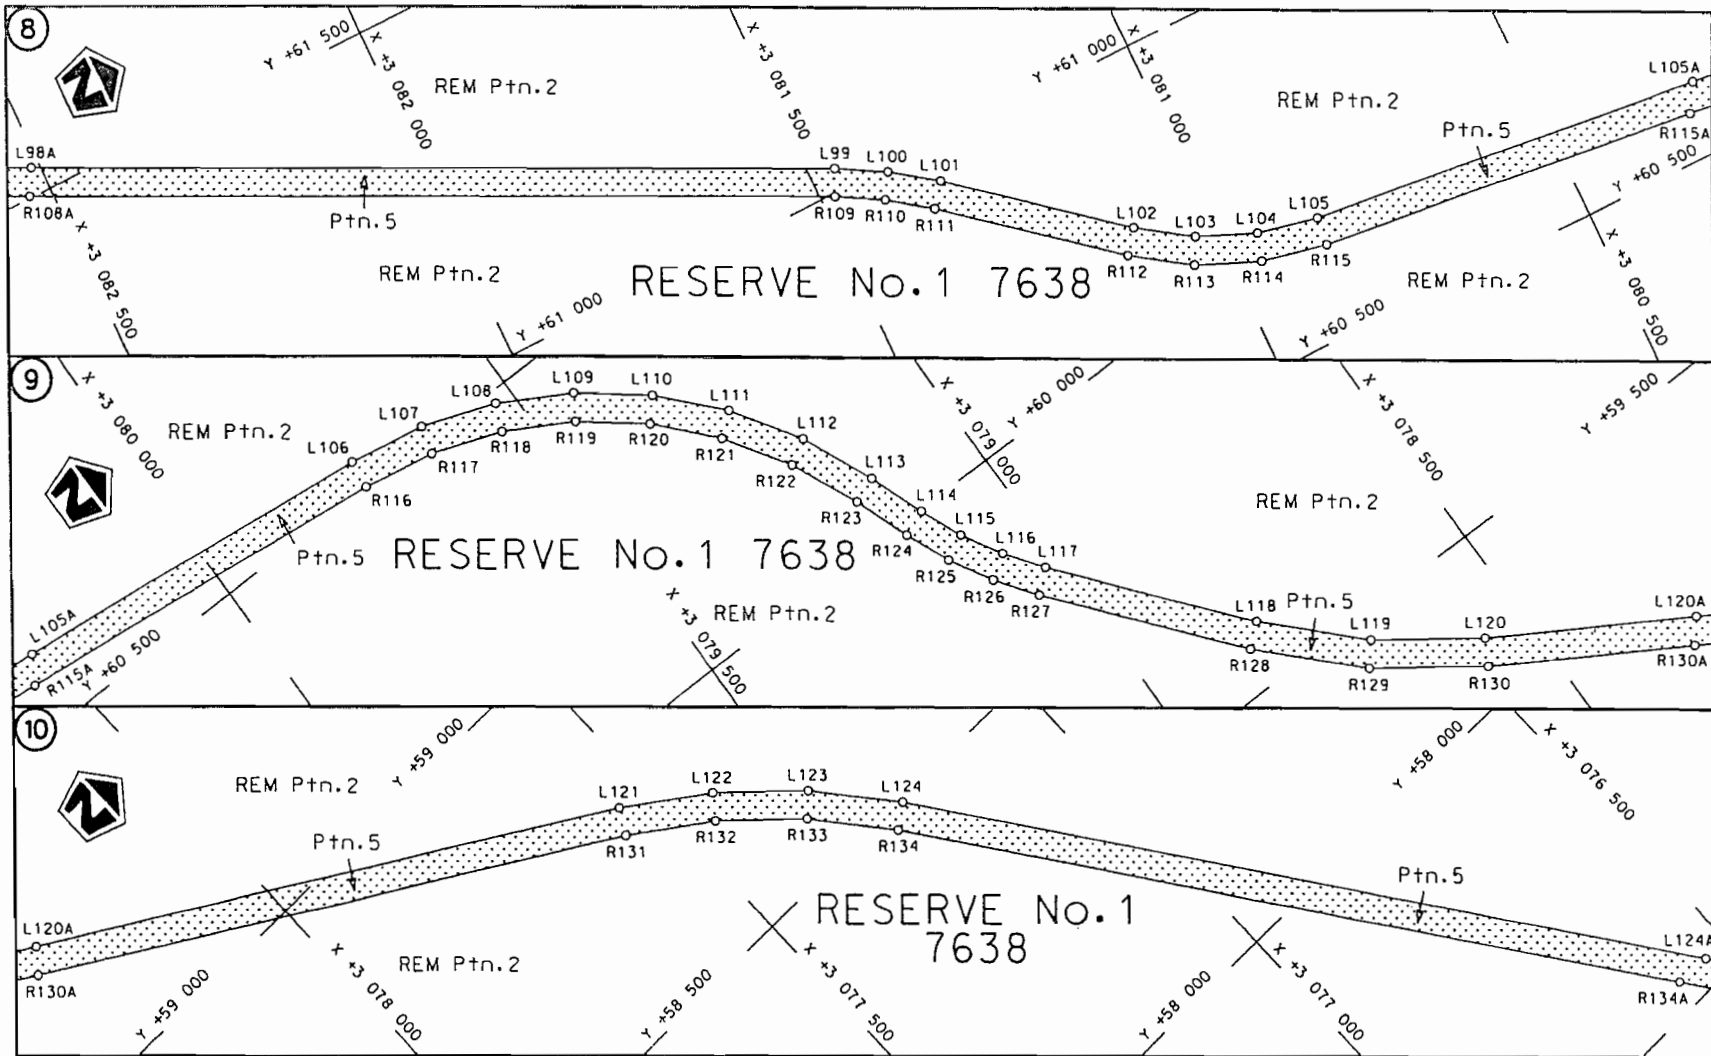 8
Y +61 500
X +3 082 000
REM Ptn.2
X +3 081 500
Y +61 000
X +3 081 000
REM Ptn.2
L105A
Ptn.5
R115A
Y +60 500
L98A
L99
L100
L101
L102
L103
L104
L105
R108A
Ptn.5
R109
R110
R111
R112
R113
R114
R115
X +3 082 500
REM Ptn.2
RESERVE No.1 7638
REM Ptn.2
X +3 080 500
Y +61 000
Y +60 500
9
X +3 080 000
REM Ptn.2
L106
L107
L108
L109
L110
L111
L112
L113
L114
L115
L116
L117
Y +60 000
X +3 079 000
X +3 078 500
Y +59 500
REM Ptn.2
R116
R117
R118
R119
R120
R121
R122
R123
R124
R125
R126
R127
Ptn.5
RESERVE No.1 7638
X +3 079 500
REM Ptn.2
L105A
R115A
Y +60 500
L118
Ptn.5
L119
L120
L120A
R128
R129
R130
R130A
10
REM Ptn.2
Y +59 000
L121
L122
L123
L124
Y +58 000
X +3 076 500
Ptn.5
R131
R132
R133
R134
Ptn.5
RESERVE No.1
7638
L120A
R130A
X +3 078 000
REM Ptn.2
Y +59 000
Y +58 500
X +3 077 500
Y +58 000
X +3 077 000
L124A
R134A